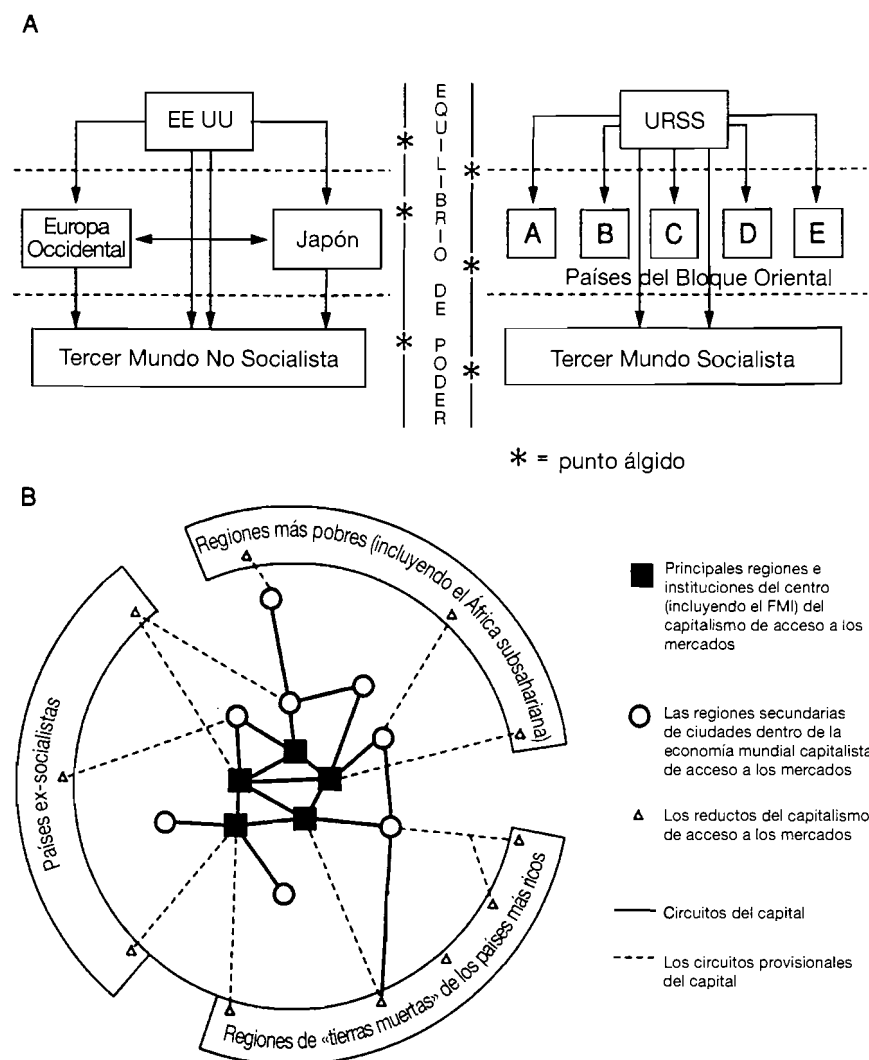 A
EE UU
Europa
Occidental
Japón
Tercer Mundo No Socialista
EQUILIBRIO DE PODER
URSS
A B C D E
Países del Bloque Oriental
Tercer Mundo Socialista
* = punto álgido
B
Regiones más pobres (incluyendo el África subsahariana)
Países ex-socialistas
Regiones de «tierras muertas» de los países más ricos
Principales regiones e
instituciones del centro
(incluyendo el FMI) del
capitalismo de acceso a los
mercados
Las regiones secundarias
de ciudades dentro de la
economía mundial capitalista
de acceso a los mercados
Los reductos del capitalismo
de acceso a los mercados
Circuitos del capital
Los circuitos provisionales
del capital